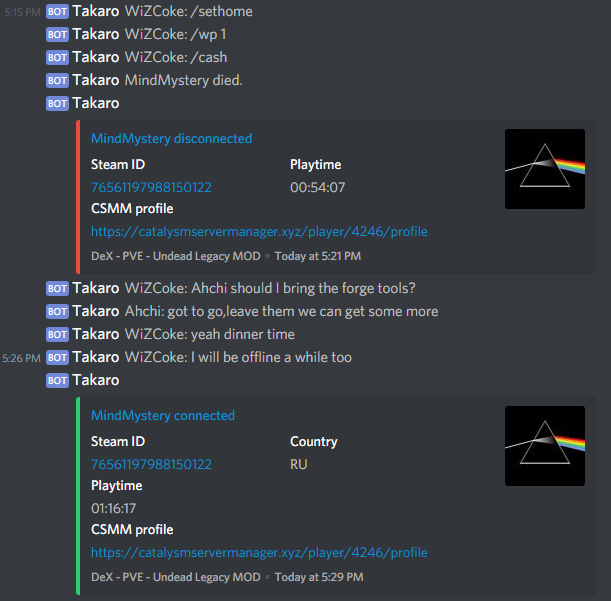 5:15 PM BOT Takaro WiZCoke: /sethome
BOT Takaro WiZCoke: /wp 1
BOT Takaro WiZCoke: /cash
BOT Takaro MindMystery died.
BOT Takaro
MindMystery disconnected
Steam ID Playtime
76561197988150122 00:54:07
CSMM profile
https://catalysmservermanager.xyz/player/4246/profile
DeX - PVE - Undead Legacy MOD • Today at 5:21 PM
BOT Takaro WiZCoke: Ahchi should I bring the forge tools?
BOT Takaro Ahchi: got to go,leave them we can get some more
BOT Takaro WiZCoke: yeah dinner time
5:26 PM BOT Takaro WiZCoke: I will be offline a while too
BOT Takaro
MindMystery connected
Steam ID Country
76561197988150122 RU
Playtime
01:16:17
CSMM profile
https://catalysmservermanager.xyz/player/4246/profile
DeX - PVE - Undead Legacy MOD • Today at 5:29 PM